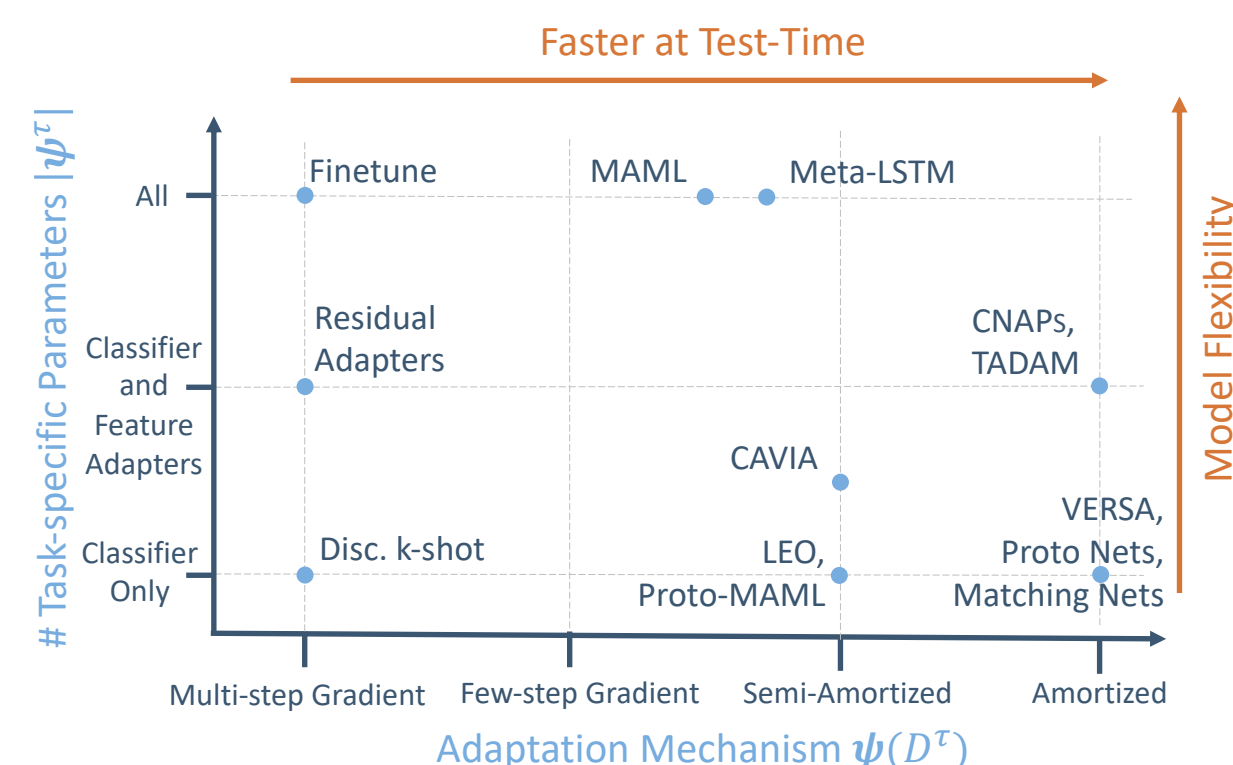 Faster at Test-Time
# Task-specific Parameters |ψ^τ|
Model Flexibility
All
Finetune
MAML
Meta-LSTM
Classifier
and
Feature
Adapters
Residual
Adapters
CNAPs,
TADAM
CAVIA
Classifier
Only
Disc. k-shot
LEO,
Proto-MAML
VERSA,
Proto Nets,
Matching Nets
Multi-step Gradient
Few-step Gradient
Semi-Amortized
Amortized
Adaptation Mechanism ψ(D^τ)